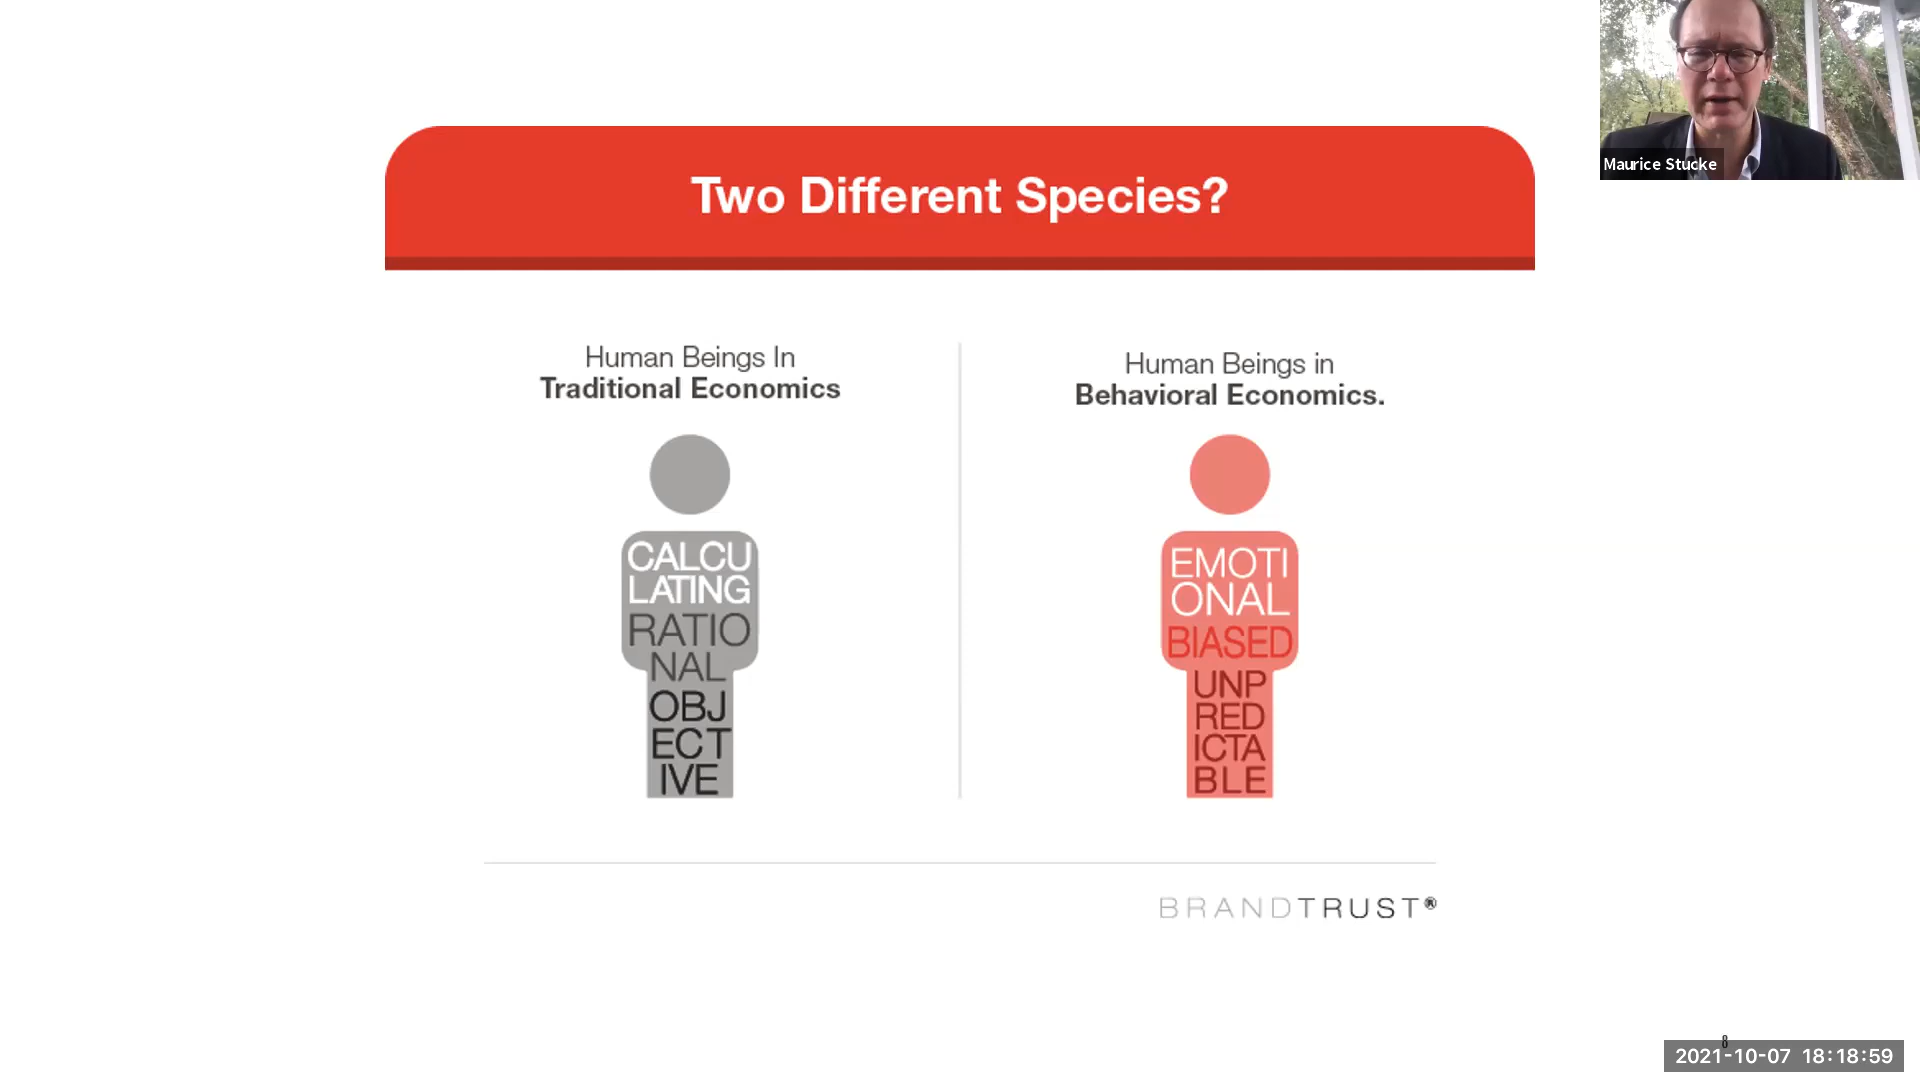 Maurice Stucke
Two Different Species?
Human Beings In
Traditional Economics
CALCU
LATING
RATIO
NAL
OBJ
ECT
IVE
Human Beings in
Behavioral Economics.
EMOTI
ONAL
BIASED
UNP
RED
ICTA
BLE
BRANDTRUST®
8
2021-10-07 18:18:59